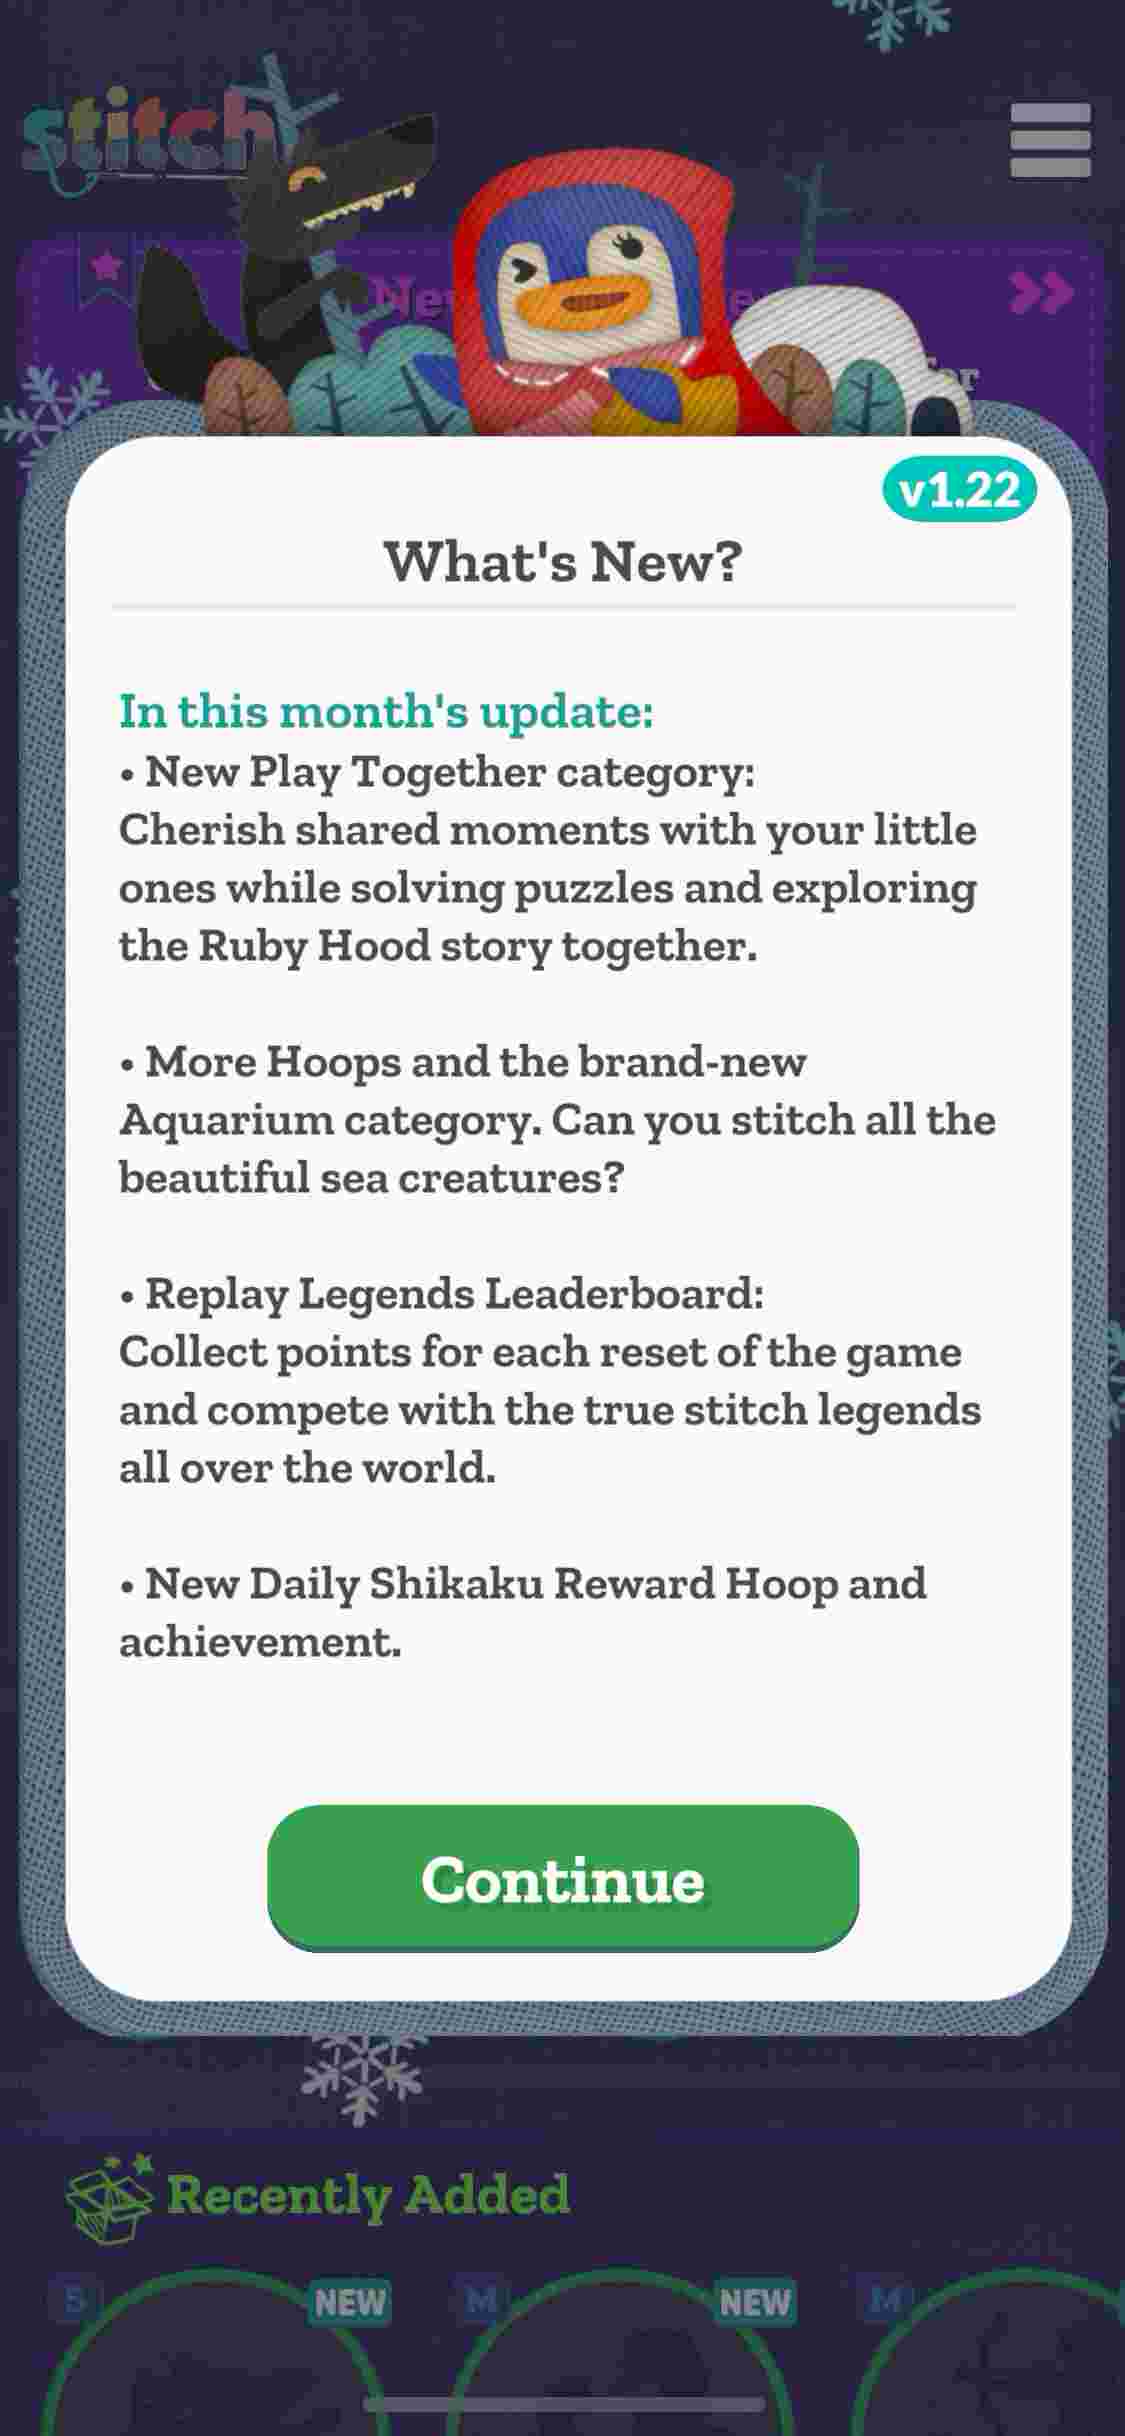 stitch
v1.22
What's New?
In this month's update:
• New Play Together category:
Cherish shared moments with your little
ones while solving puzzles and exploring
the Ruby Hood story together.
• More Hoops and the brand-new
Aquarium category. Can you stitch all the
beautiful sea creatures?
• Replay Legends Leaderboard:
Collect points for each reset of the game
and compete with the true stitch legends
all over the world.
• New Daily Shikaku Reward Hoop and
achievement.
Continue
Recently Added
S NEW M NEW M